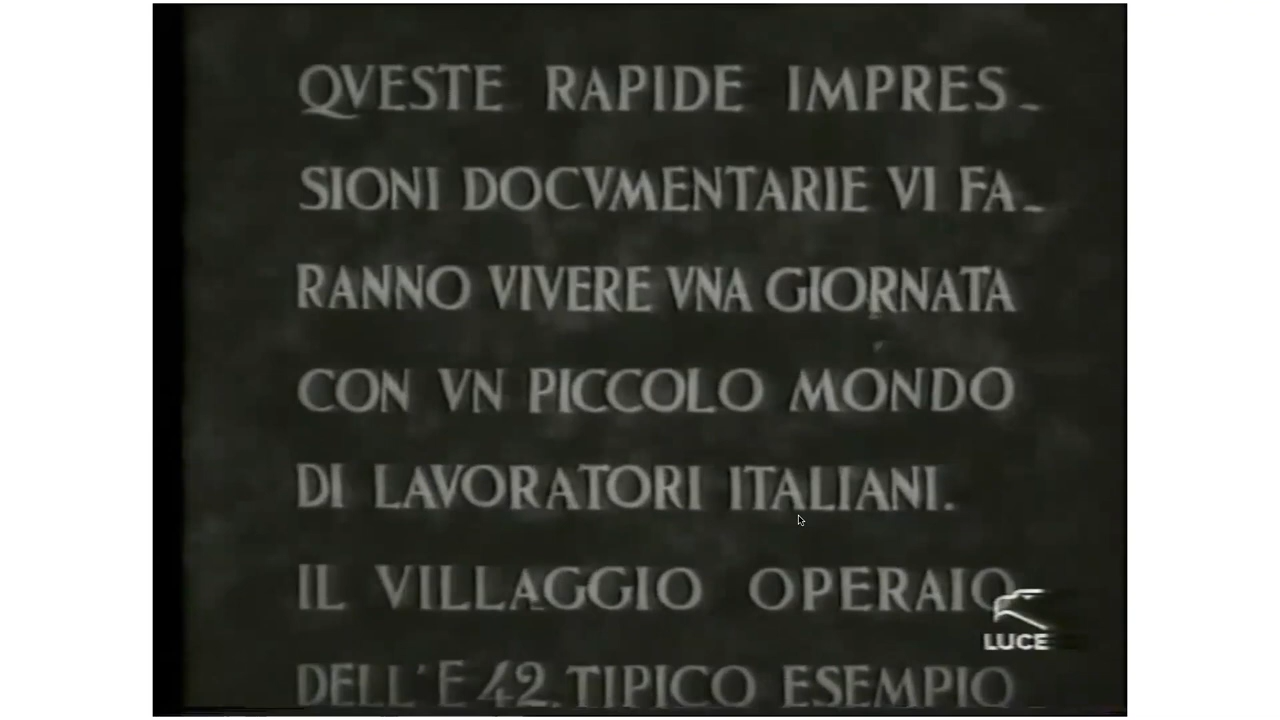 QVESTE RAPIDE IMPRES-
SIONI DOCVMENTARIE VI FA-
RANNO VIVERE VNA GIORNATA
CON VN PICCOLO MONDO
DI LAVORATORI ITALIANI.
IL VILLAGGIO OPERAIO
LUCE
DELL'E 42. TIPICO ESEMPIO